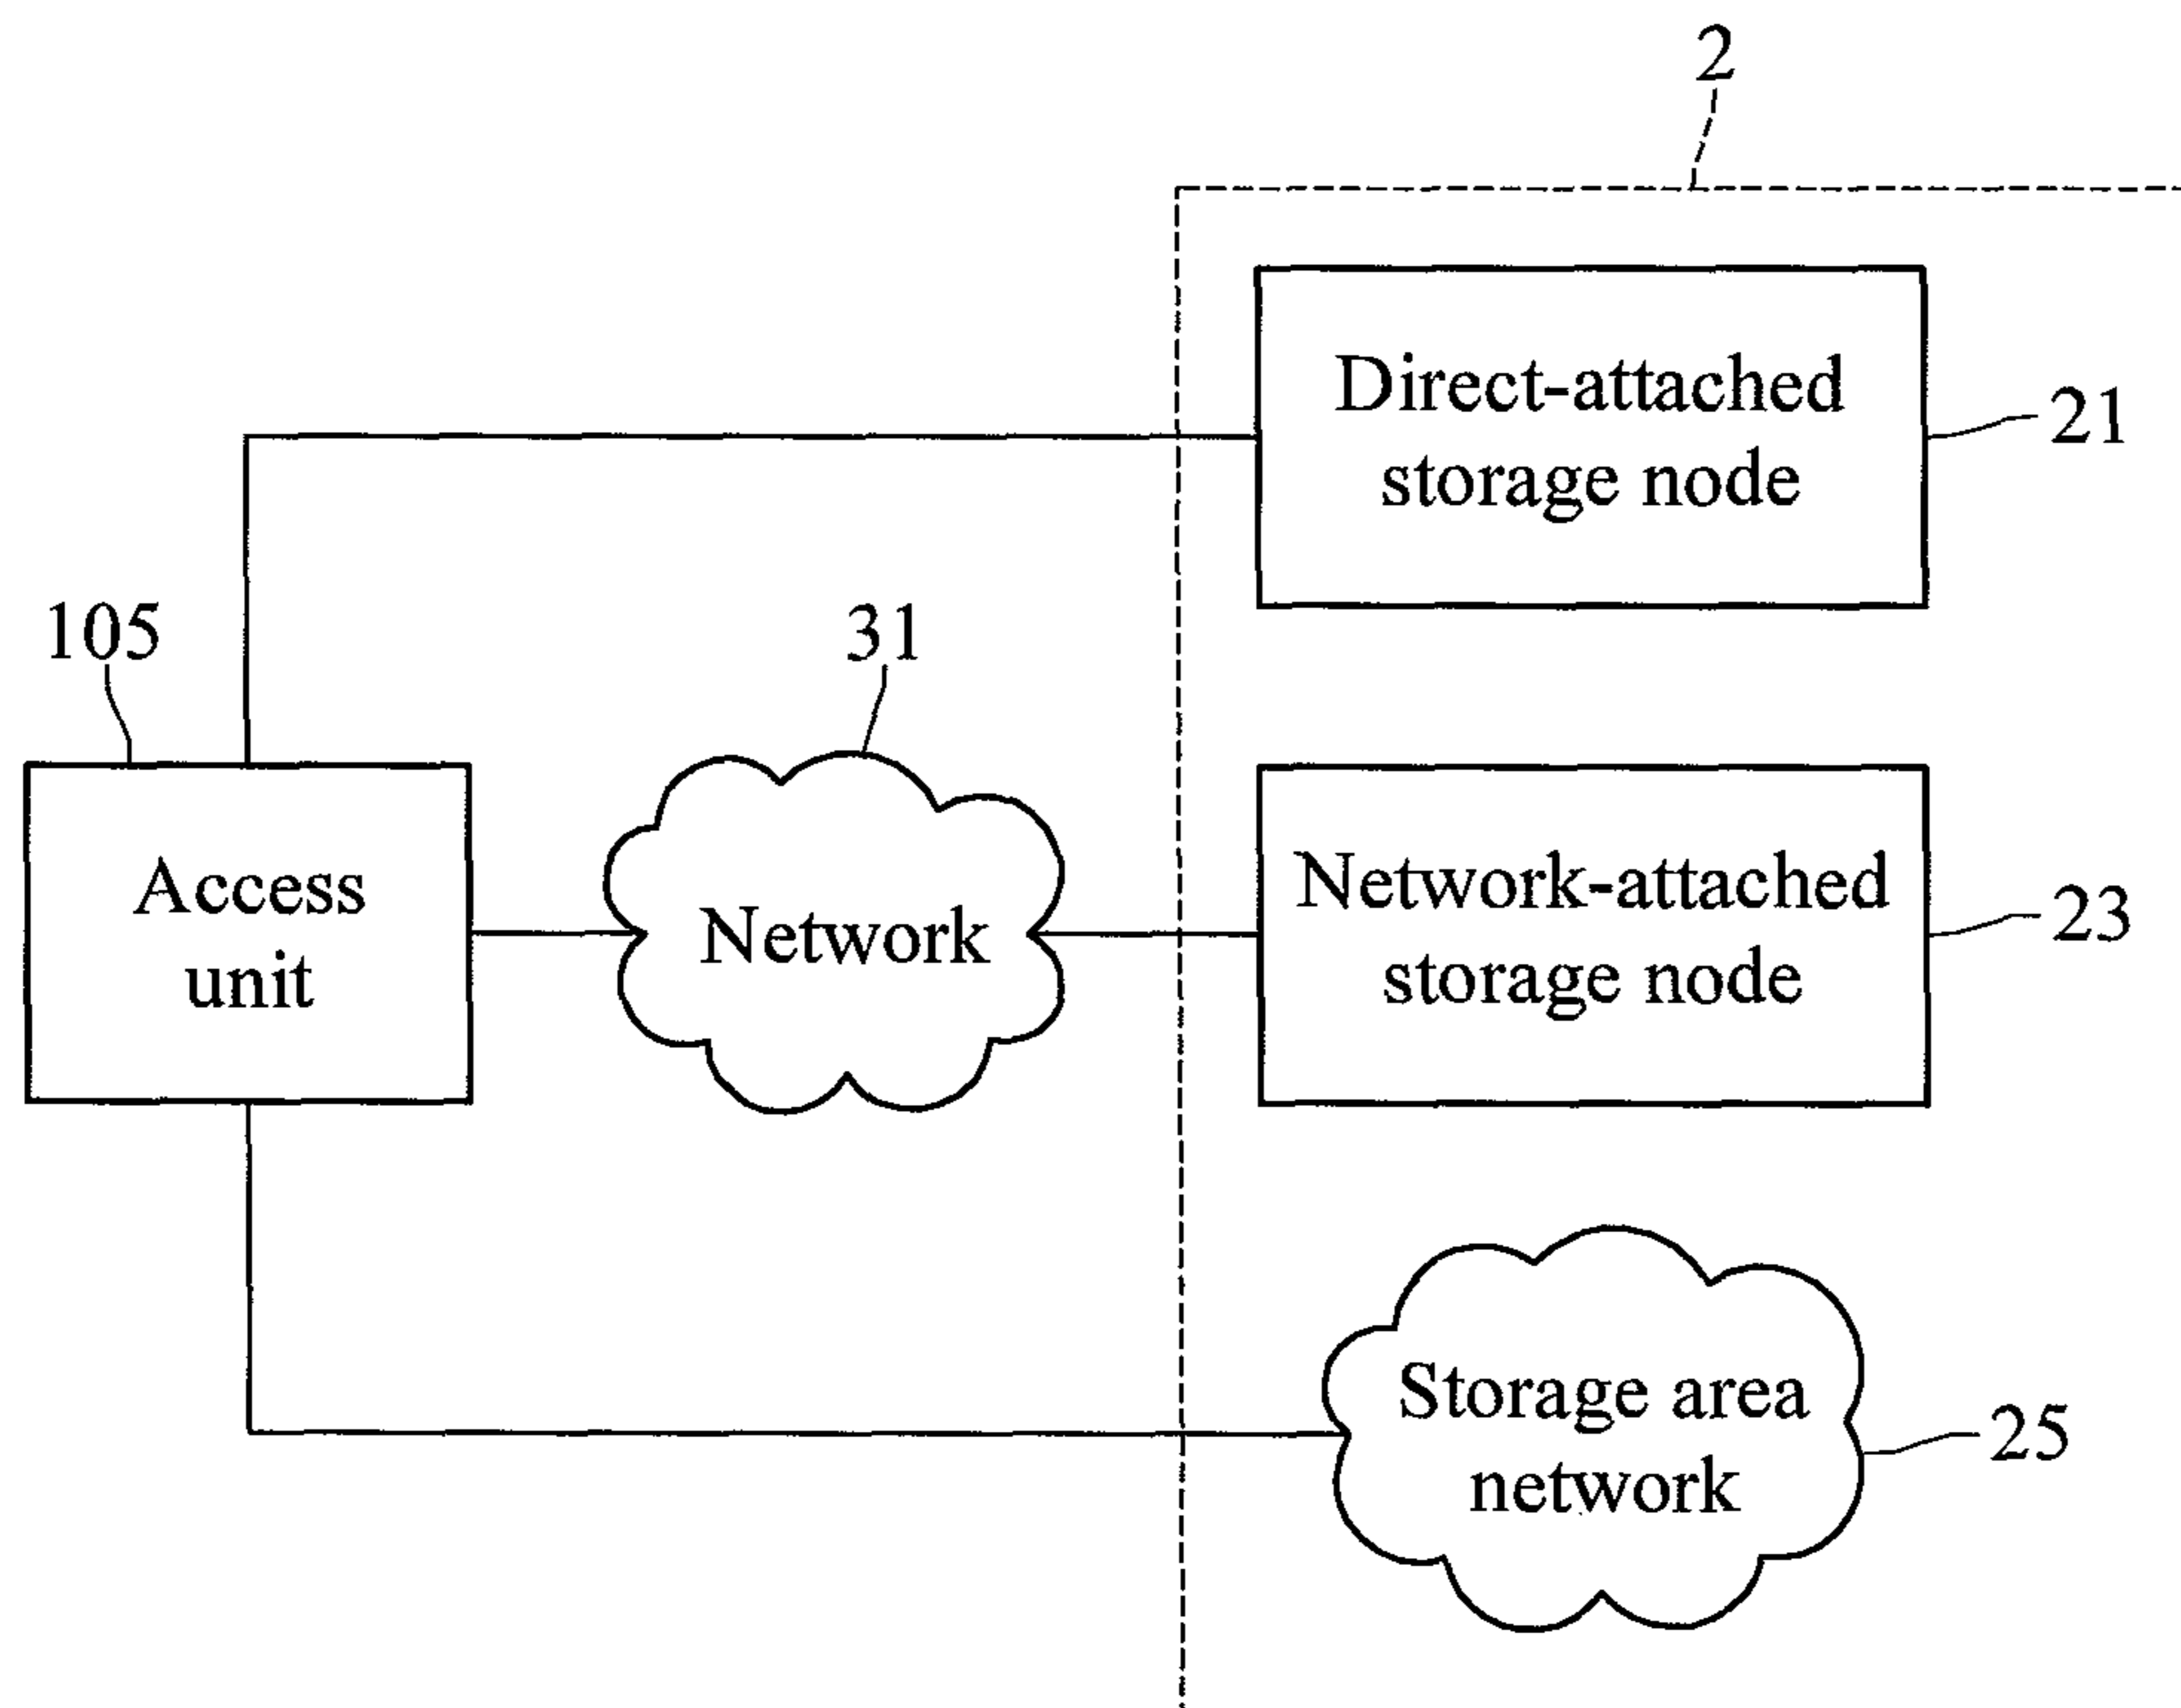 2
Direct-attached
storage node
21
105
31
Access
unit
Network
Network-attached
storage node
23
Storage area
network
25